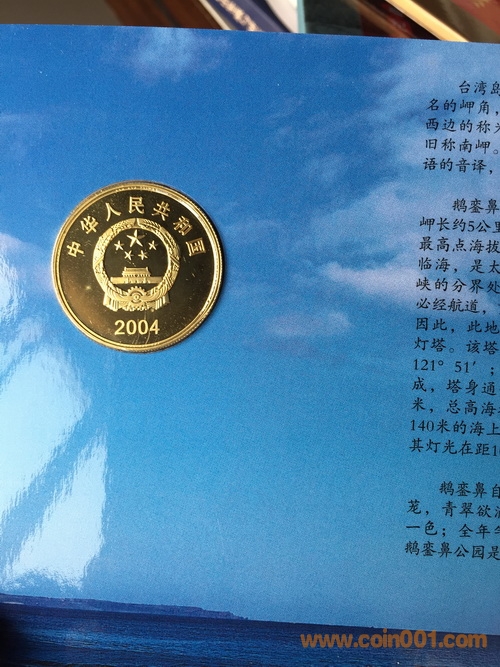 中华人民共和国
2004
台湾岛
名的岬角，
西边的称为
旧称南岬。
语的音译，
鹅銮鼻
岬长约5公里
最高点海拔
临海，是太
峡的分界处
必经航道，
因此，此地
灯塔。该塔
121° 51′；
成，塔身通
米，总高海
140米的海上
其灯光在距1
鹅銮鼻自
茏，青翠欲滴
一色；全年
鹅銮鼻公园是
www.coin001.com